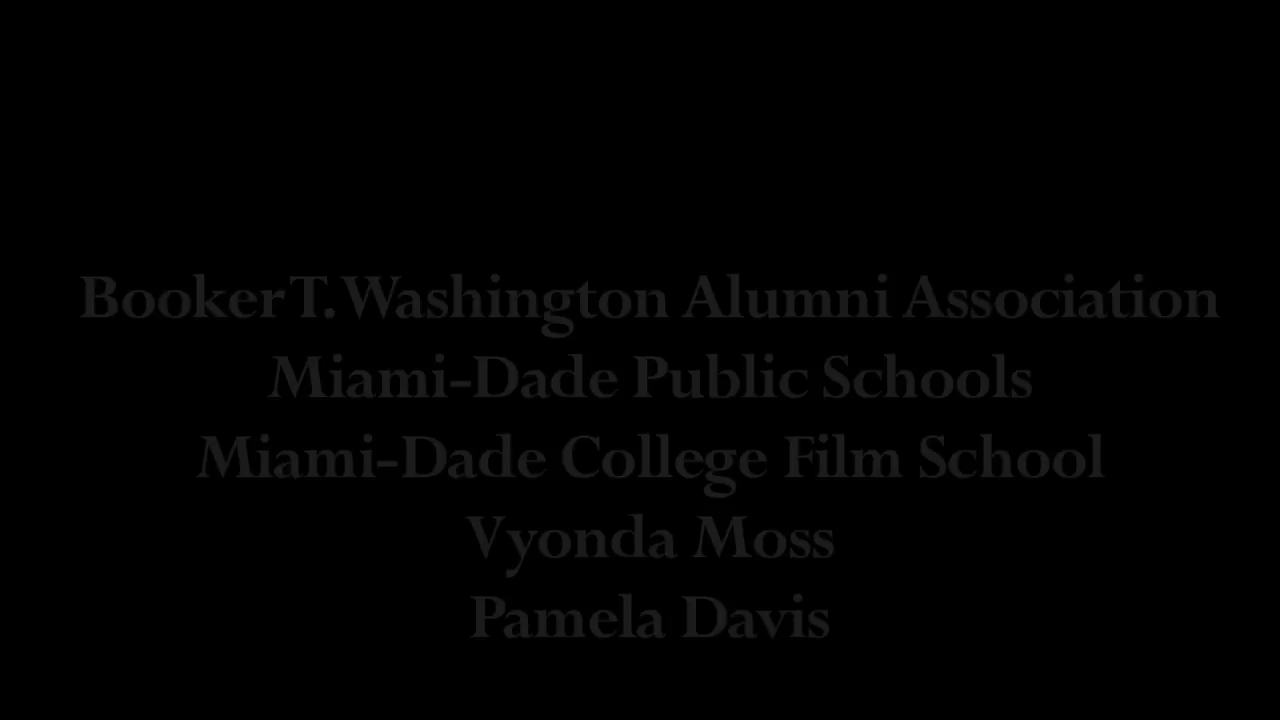 Booker T. Washington Alumni Association
Miami-Dade Public Schools
Miami-Dade College Film School
Vyonda Moss
Pamela Davis